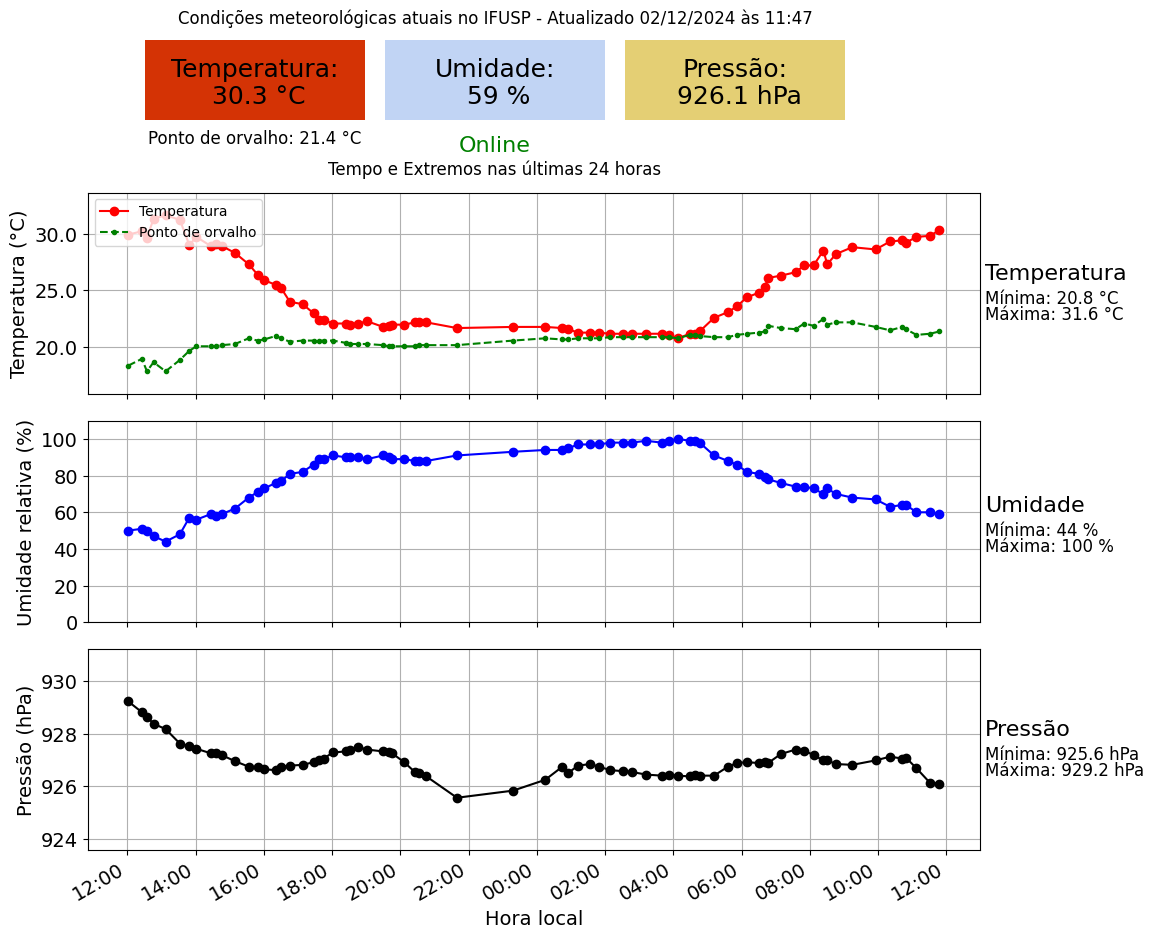 Condições meteorológicas atuais no IFUSP - Atualizado 02/12/2024 às 11:47
Temperatura:
30.3 °C
Umidade:
59 %
Pressão:
926.1 hPa
Ponto de orvalho: 21.4 °C
Online
Tempo e Extremos nas últimas 24 horas
Temperatura (°C)
30.0
25.0
20.0
Temperatura
Ponto de orvalho
Temperatura
Mínima: 20.8 °C
Máxima: 31.6 °C
Umidade relativa (%)
100
80
60
40
20
0
Umidade
Mínima: 44 %
Máxima: 100 %
Pressão (hPa)
930
928
926
924
Pressão
Mínima: 925.6 hPa
Máxima: 929.2 hPa
12:00 14:00 16:00 18:00 20:00 22:00 00:00 02:00 04:00 06:00 08:00 10:00 12:00
Hora local